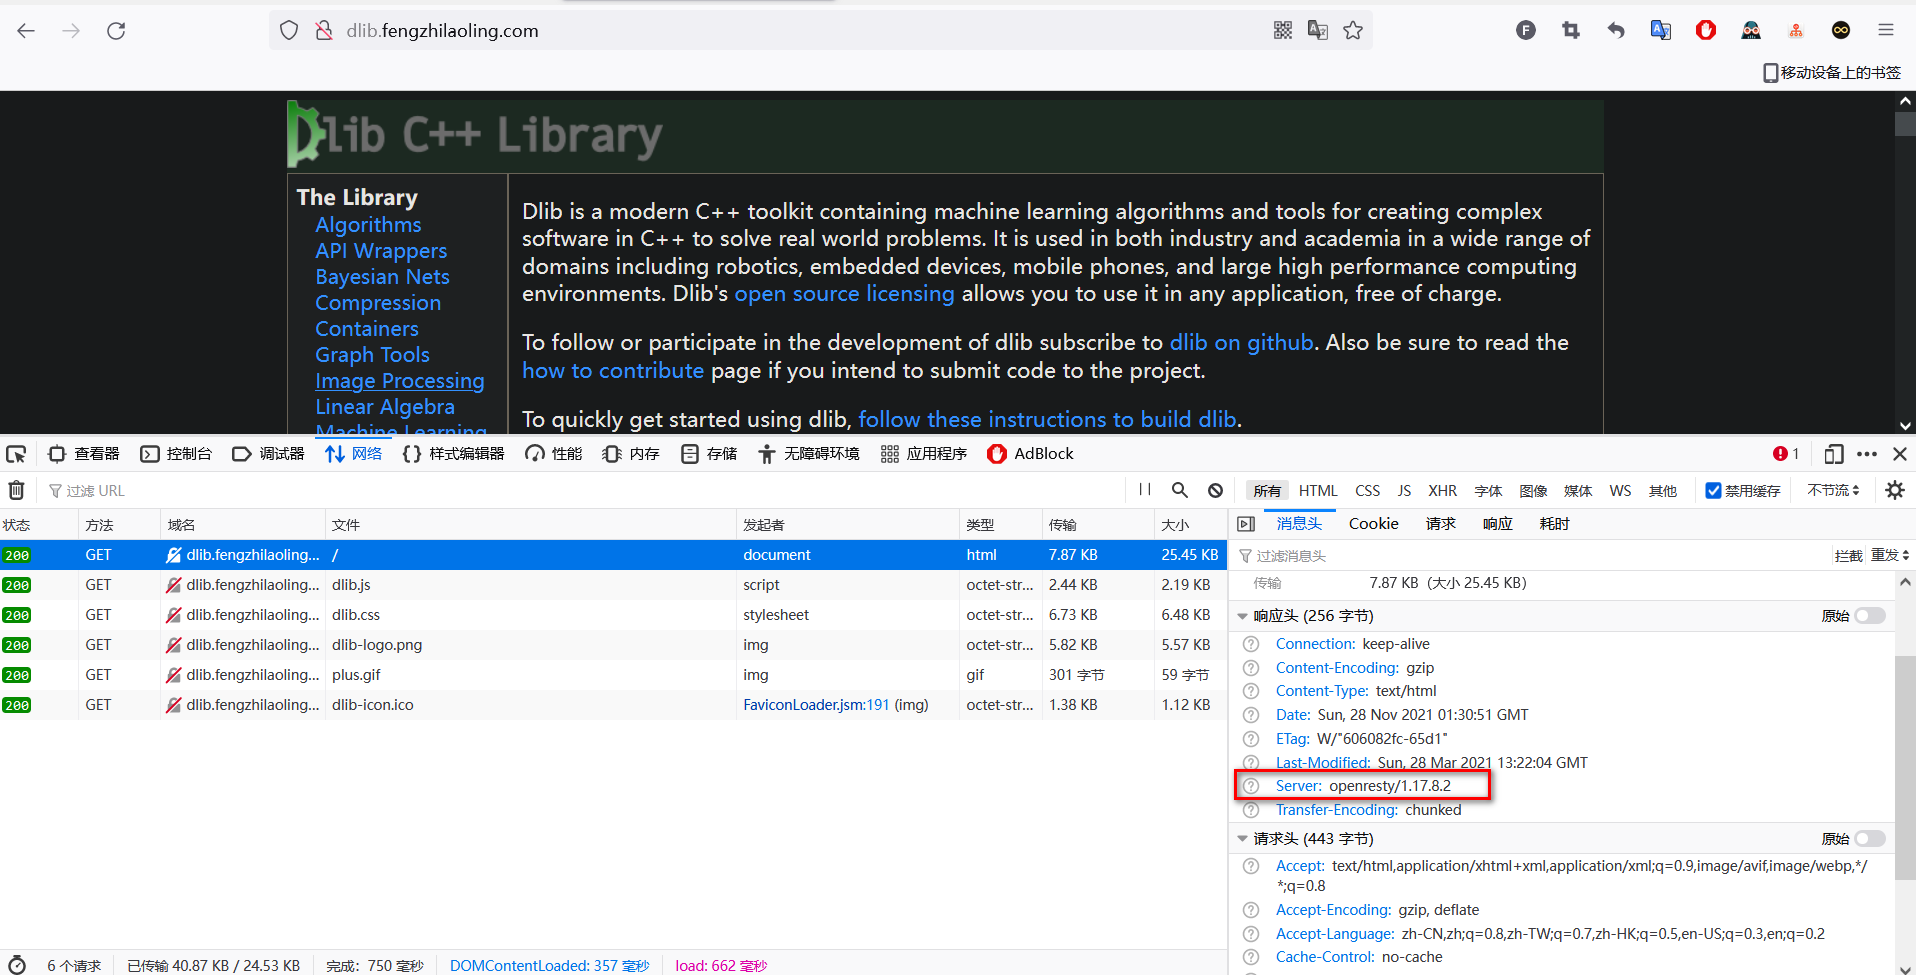 dlib.fengzhilaoling.com
移动设备上的书签
Dlib C++ Library
The Library
Algorithms
API Wrappers
Bayesian Nets
Compression
Containers
Graph Tools
Image Processing
Linear Algebra
Machine Learning
Dlib is a modern C++ toolkit containing machine learning algorithms and tools for creating complex
software in C++ to solve real world problems. It is used in both industry and academia in a wide range of
domains including robotics, embedded devices, mobile phones, and large high performance computing
environments. Dlib's open source licensing allows you to use it in any application, free of charge.
To follow or participate in the development of dlib subscribe to dlib on github. Also be sure to read the
how to contribute page if you intend to submit code to the project.
To quickly get started using dlib, follow these instructions to build dlib.
查看器 控制台 调试器 网络 样式编辑器 性能 内存 存储 无障碍环境 应用程序 AdBlock 1
过滤 URL 所有 HTML CSS JS XHR 字体 图像 媒体 WS 其他 禁用缓存 不节流
状态 方法 域名 文件 发起者 类型 传输 大小
200 GET dlib.fengzhilaoling... / document html 7.87 KB 25.45 KB
200 GET dlib.fengzhilaoling... dlib.js script octet-str... 2.44 KB 2.19 KB
200 GET dlib.fengzhilaoling... dlib.css stylesheet octet-str... 6.73 KB 6.48 KB
200 GET dlib.fengzhilaoling... dlib-logo.png img octet-str... 5.82 KB 5.57 KB
200 GET dlib.fengzhilaoling... plus.gif img gif 301 字节 59 字节
200 GET dlib.fengzhilaoling... dlib-icon.ico FaviconLoader.jsm:191 (img) octet-str... 1.38 KB 1.12 KB
消息头 Cookie 请求 响应 耗时
过滤消息头 拦截 重发
传输 7.87 KB (大小 25.45 KB)
响应头 (256 字节) 原始
Connection: keep-alive
Content-Encoding: gzip
Content-Type: text/html
Date: Sun, 28 Nov 2021 01:30:51 GMT
ETag: W/"606082fc-65d1"
Last-Modified: Sun, 28 Mar 2021 13:22:04 GMT
Server: openresty/1.17.8.2
Transfer-Encoding: chunked
请求头 (443 字节) 原始
Accept: text/html,application/xhtml+xml,application/xml;q=0.9,image/avif,image/webp,*/
*;q=0.8
Accept-Encoding: gzip, deflate
Accept-Language: zh-CN,zh;q=0.8,zh-TW;q=0.7,zh-HK;q=0.5,en-US;q=0.3,en;q=0.2
Cache-Control: no-cache
6 个请求 已传输 40.87 KB / 24.53 KB 完成: 750 毫秒 DOMContentLoaded: 357 毫秒 load: 662 毫秒